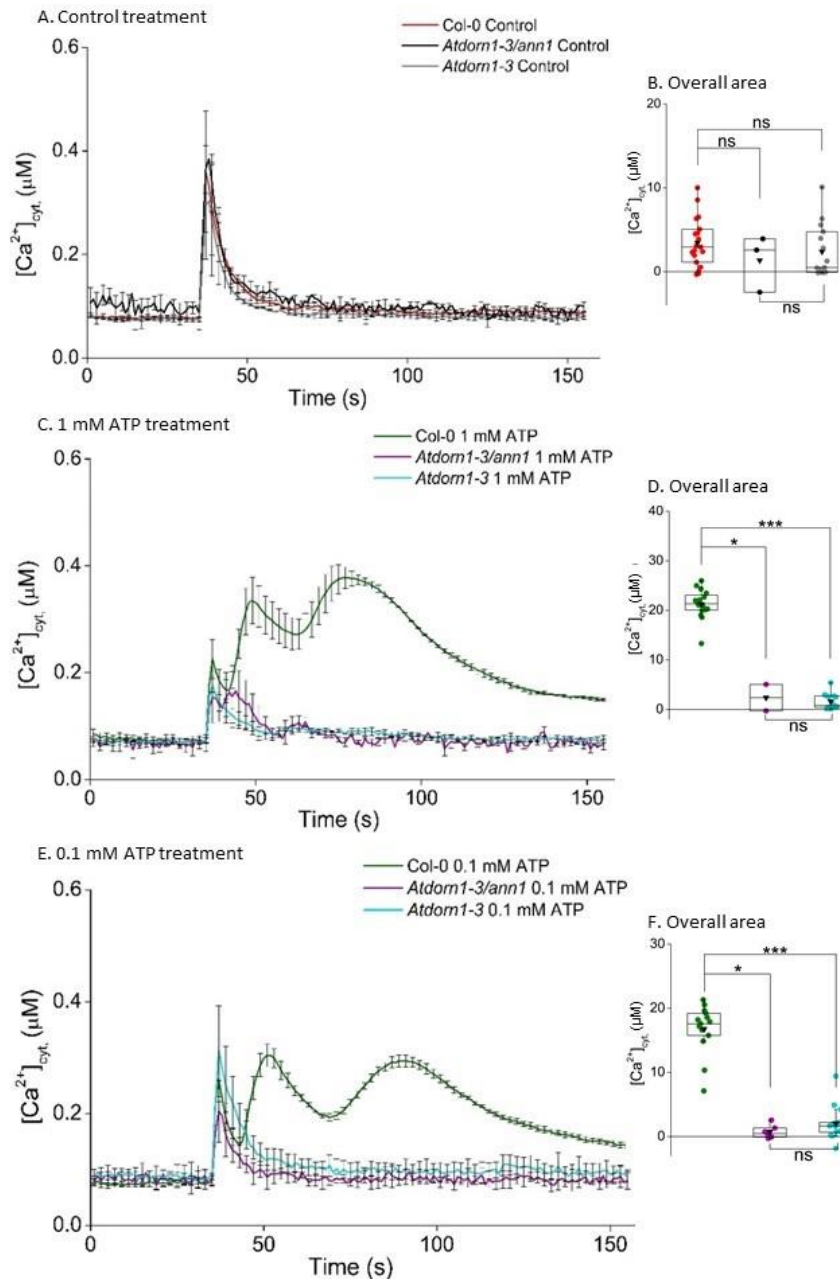 A. Control treatment
Col-0 Control
Atdorn1-3/ann1 Control
Atdorn1-3 Control
0.6
0.4
0.2
0.0
[Ca²⁺]cyt. (μM)
0
50
100
150
Time (s)
B. Overall area
20
10
0
[Ca²⁺]cyt. (μM)
ns
ns
ns
C. 1 mM ATP treatment
Col-0 1 mM ATP
Atdorn1-3/ann1 1 mM ATP
Atdorn1-3 1 mM ATP
0.6
0.4
0.2
0.0
[Ca²⁺]cyt. (μM)
0
50
100
150
Time (s)
D. Overall area
40
30
20
10
0
[Ca²⁺]cyt. (μM)
***
*
ns
E. 0.1 mM ATP treatment
Col-0 0.1 mM ATP
Atdorn1-3/ann1 0.1 mM ATP
Atdorn1-3 0.1 mM ATP
0.6
0.4
0.2
0.0
[Ca²⁺]cyt. (μM)
0
50
100
150
Time (s)
F. Overall area
30
20
10
0
[Ca²⁺]cyt. (μM)
***
*
ns